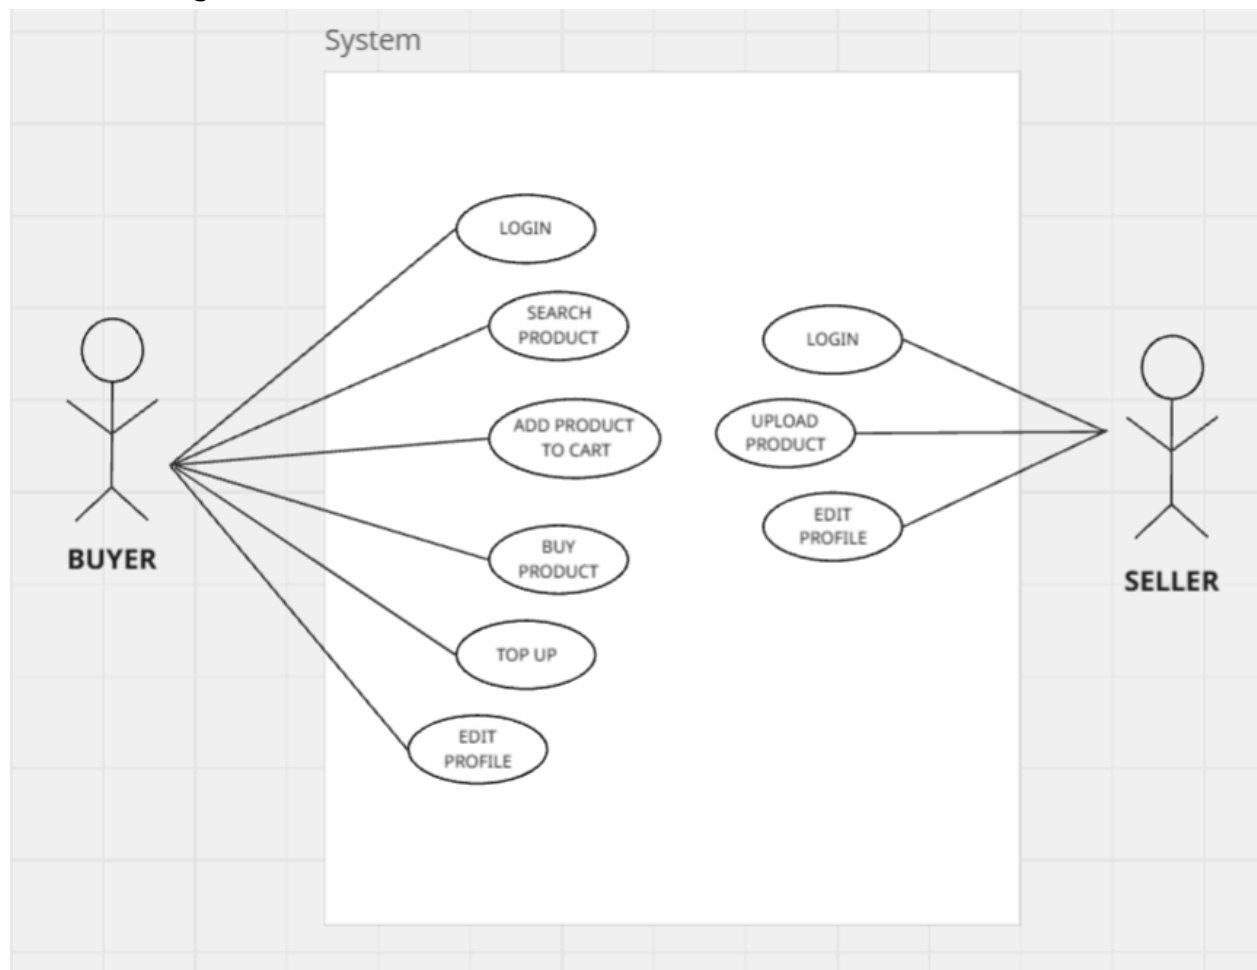 System
LOGIN
SEARCH
PRODUCT
ADD PRODUCT
TO CART
BUY
PRODUCT
TOP UP
EDIT
PROFILE
BUYER
LOGIN
UPLOAD
PRODUCT
EDIT
PROFILE
SELLER